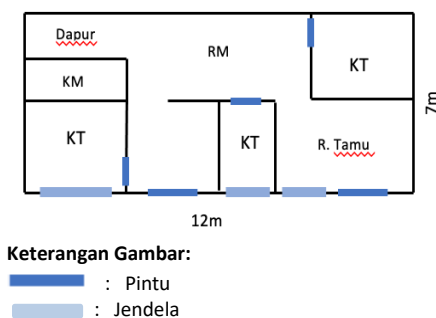 Dapur
RM
KT
KM
KT
KT
R. Tamu
7m
12m
Keterangan Gambar:
: Pintu
: Jendela